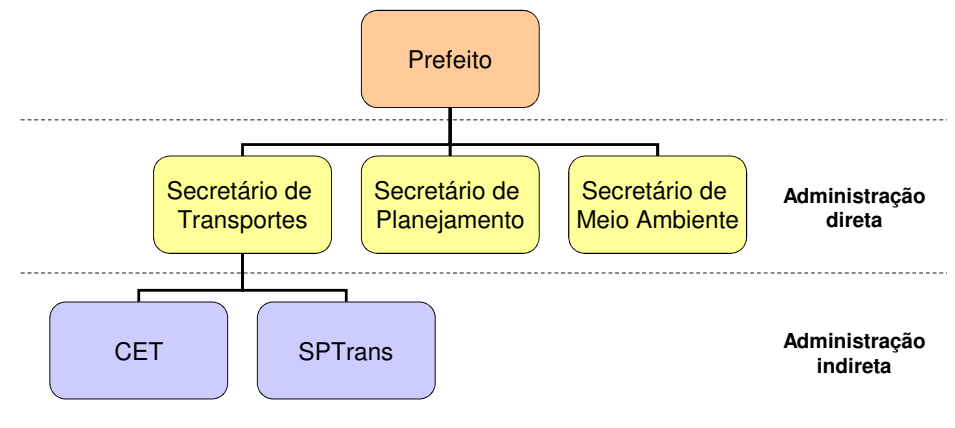 Prefeito
Secretário de
Transportes
Secretário de
Planejamento
Secretário de
Meio Ambiente
Administração
direta
CET
SPTrans
Administração
indireta